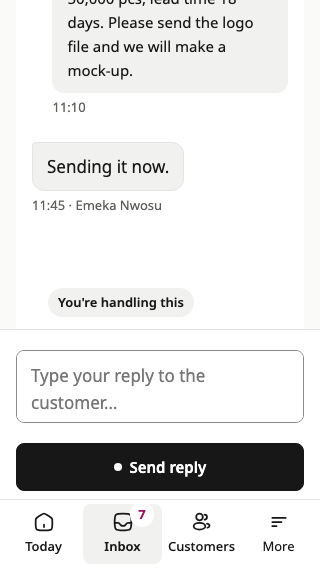 days. Please send the logo
file and we will make a
mock-up.
11:10
Sending it now.
11:45 · Emeka Nwosu
You're handling this
Type your reply to the
customer...
Send reply
7
Today
Inbox
Customers
More